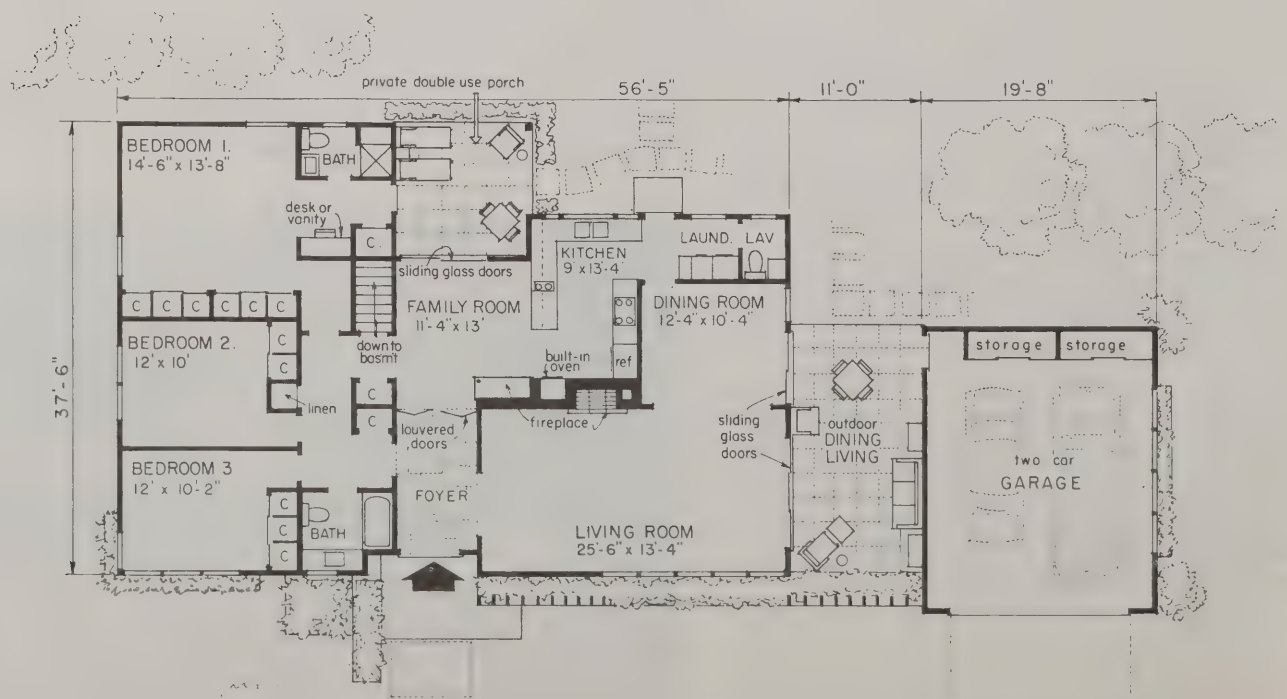 private double use porch
56'-5"
11'-0"
19'-8"
37'-6"
BEDROOM 1.
14'-6" x 13'-8"
BATH
desk or
vanity
C.
sliding glass doors
KITCHEN
9' x 13'-4"
LAUND.
LAV
FAMILY ROOM
11'-4" x 13'
DINING ROOM
12'-4" x 10'-4"
storage
storage
C
C
C
C
C
C
BEDROOM 2.
12' x 10'
C
C
linen
down to
basm't
C
C
built-in
oven
ref
fireplace
louvered
doors
sliding
glass
doors
outdoor
DINING
LIVING
two car
GARAGE
BEDROOM 3
12' x 10'-2"
C
C
C
BATH
FOYER
LIVING ROOM
25'-6" x 13'-4"